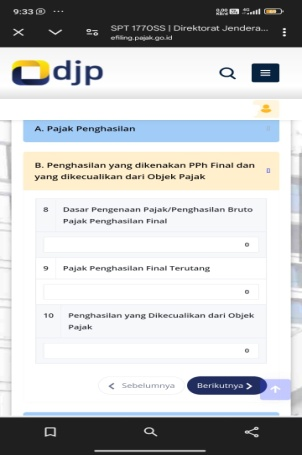 9:33
SPT 1770SS | Direktorat Jendera...
efiling.pajak.go.id
djp
A. Pajak Penghasilan
B. Penghasilan yang dikenakan PPh Final dan
yang dikecualikan dari Objek Pajak
8 Dasar Pengenaan Pajak/Penghasilan Bruto
Pajak Penghasilan Final
0
9 Pajak Penghasilan Final Terutang
0
10 Penghasilan yang Dikecualikan dari Objek
Pajak
0
Sebelumnya Berikutnya